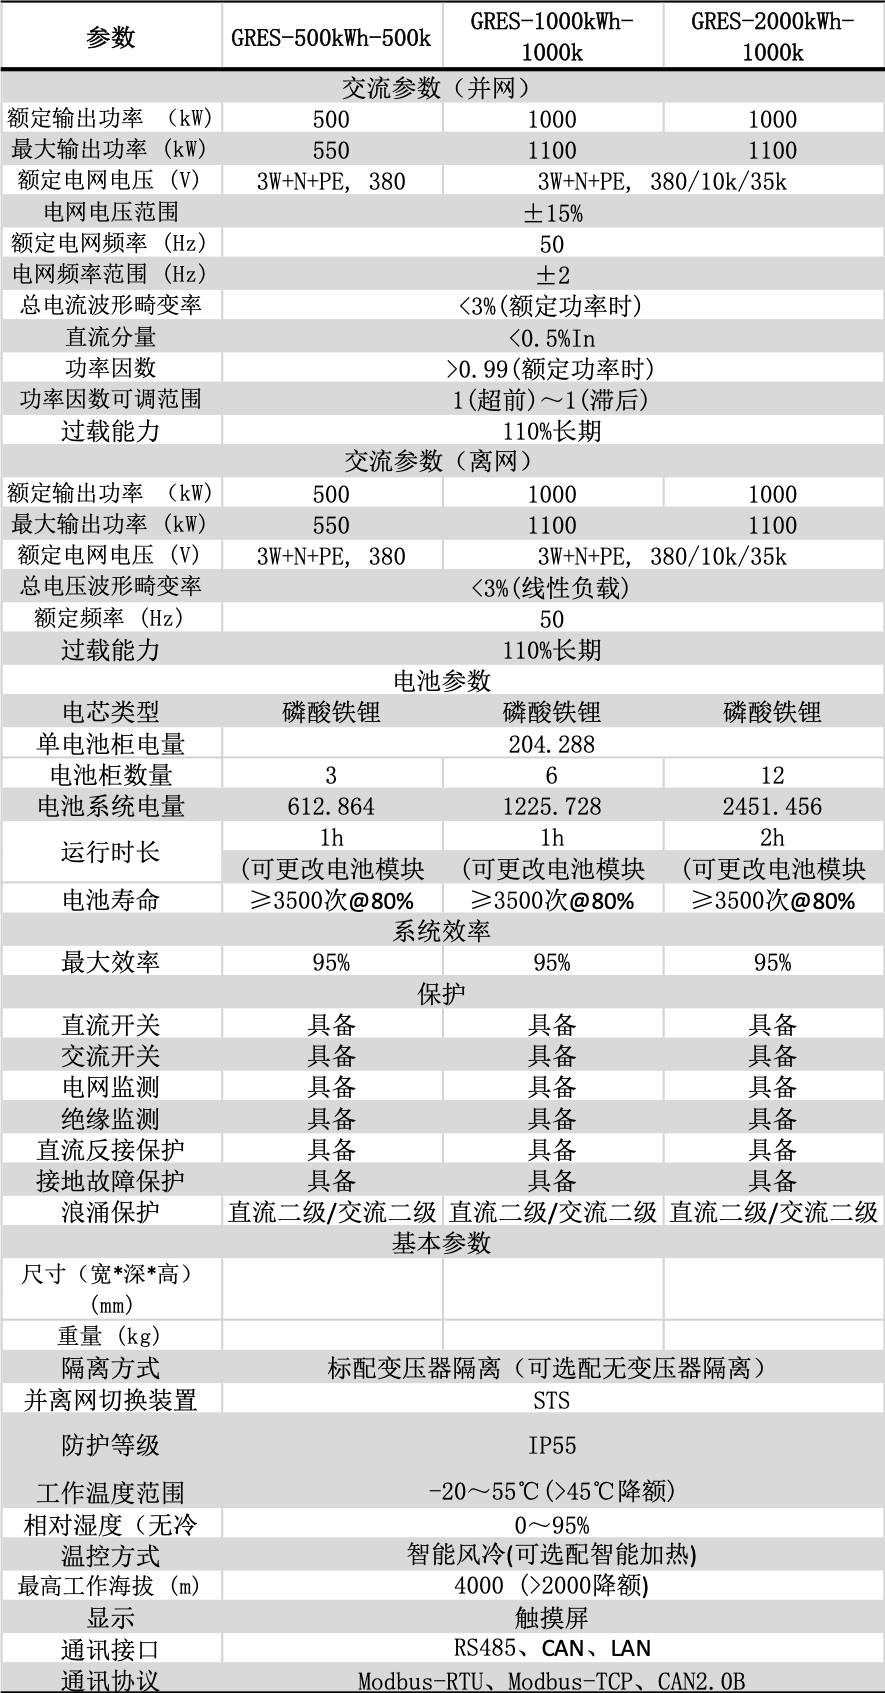 参数 GRES-500kWh-500k GRES-1000kWh-1000k GRES-2000kWh-1000k
交流参数（并网）
额定输出功率 （kW) 500 1000 1000
最大输出功率 (kW) 550 1100 1100
额定电网电压 (V) 3W+N+PE, 380 3W+N+PE, 380/10k/35k
电网电压范围 ±15%
额定电网频率 (Hz) 50
电网频率范围 (Hz) ±2
总电流波形畸变率 <3%(额定功率时)
直流分量 <0.5%In
功率因数 >0.99(额定功率时)
功率因数可调范围 1(超前)～1(滞后)
过载能力 110%长期
交流参数（离网）
额定输出功率 （kW) 500 1000 1000
最大输出功率 (kW) 550 1100 1100
额定电网电压 (V) 3W+N+PE, 380 3W+N+PE, 380/10k/35k
总电压波形畸变率 <3%(线性负载)
额定频率 (Hz) 50
过载能力 110%长期
电池参数
电芯类型 磷酸铁锂 磷酸铁锂 磷酸铁锂
单电池柜电量 204.288
电池柜数量 3 6 12
电池系统电量 612.864 1225.728 2451.456
运行时长 1h 1h 2h
(可更改电池模块 (可更改电池模块 (可更改电池模块
电池寿命 ≥3500次@80% ≥3500次@80% ≥3500次@80%
系统效率
最大效率 95% 95% 95%
保护
直流开关 具备 具备 具备
交流开关 具备 具备 具备
电网监测 具备 具备 具备
绝缘监测 具备 具备 具备
直流反接保护 具备 具备 具备
接地故障保护 具备 具备 具备
浪涌保护 直流二级/交流二级 直流二级/交流二级 直流二级/交流二级
基本参数
尺寸（宽*深*高）
(mm)
重量 (kg)
隔离方式 标配变压器隔离（可选配无变压器隔离）
并离网切换装置 STS
防护等级 IP55
工作温度范围 -20～55℃(>45℃降额)
相对湿度（无冷 0～95%
温控方式 智能风冷(可选配智能加热)
最高工作海拔 (m) 4000 (>2000降额)
显示 触摸屏
通讯接口 RS485、CAN、LAN
通讯协议 Modbus-RTU、Modbus-TCP、CAN2.0B